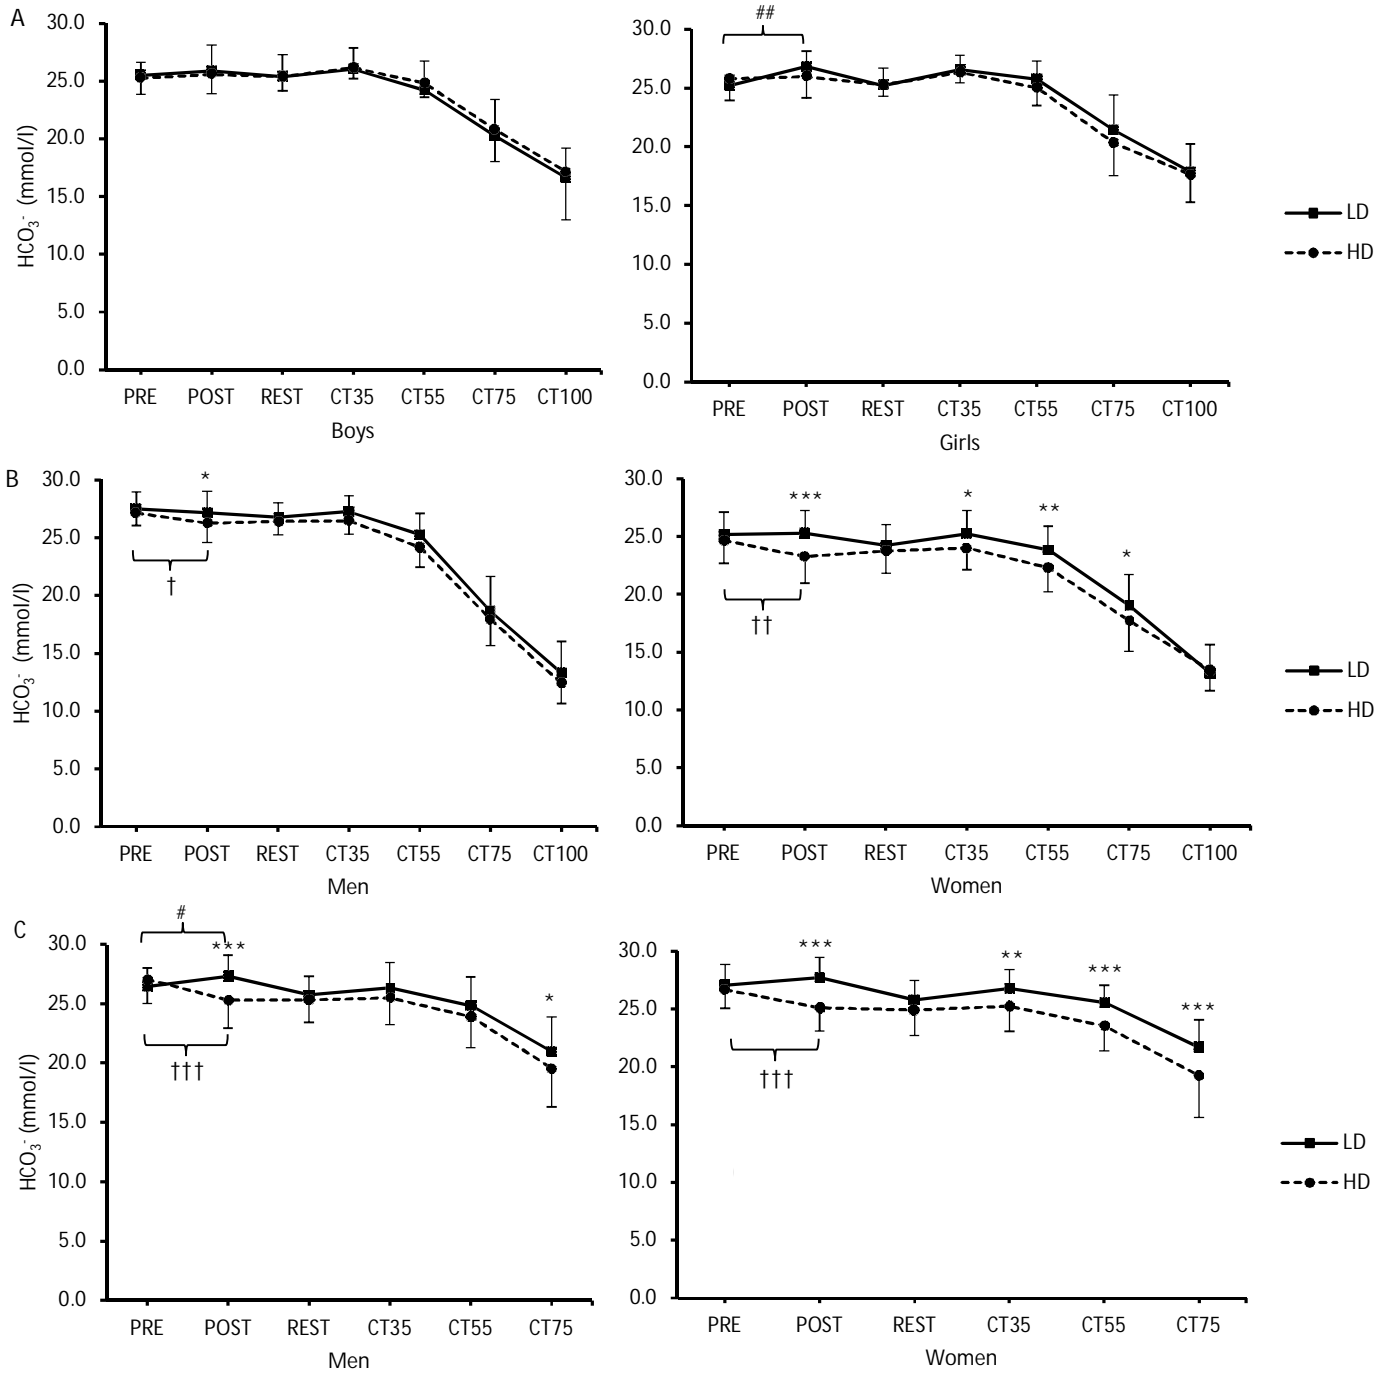 A
HCO3- (mmol/l)
30.0
25.0
20.0
15.0
10.0
5.0
0.0
PRE POST REST CT35 CT55 CT75 CT100
Boys
##
30.0
25.0
20.0
15.0
10.0
5.0
0.0
PRE POST REST CT35 CT55 CT75 CT100
Girls
LD
HD
B
HCO3- (mmol/l)
30.0
25.0
20.0
15.0
10.0
5.0
0.0
*
†
PRE POST REST CT35 CT55 CT75 CT100
Men
30.0
25.0
20.0
15.0
10.0
5.0
0.0
*** * ** *
††
PRE POST REST CT35 CT55 CT75 CT100
Women
LD
HD
C
HCO3- (mmol/l)
30.0
25.0
20.0
15.0
10.0
5.0
0.0
#
*** *
†††
PRE POST REST CT35 CT55 CT75
Men
30.0
25.0
20.0
15.0
10.0
5.0
0.0
*** ** *** ***
†††
PRE POST REST CT35 CT55 CT75
Women
LD
HD